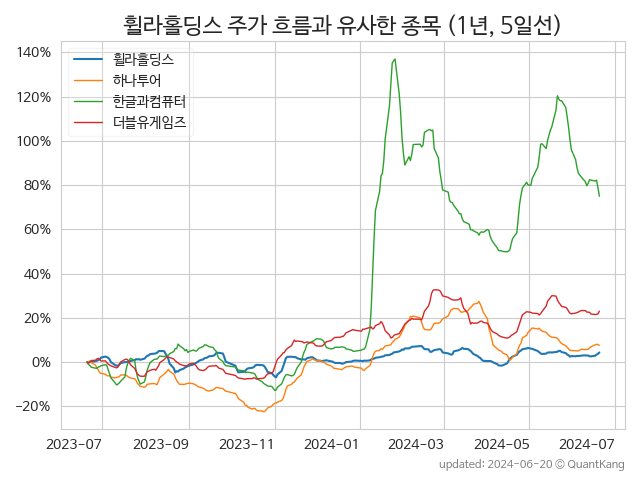 휠라홀딩스 주가 흐름과 유사한 종목 (1년, 5일선)
140%
120%
100%
80%
60%
40%
20%
0%
−20%
휠라홀딩스
하나투어
한글과컴퓨터
더블유게임즈
2023-07 2023-09 2023-11 2024-01 2024-03 2024-05 2024-07
updated: 2024-06-20 © QuantKang